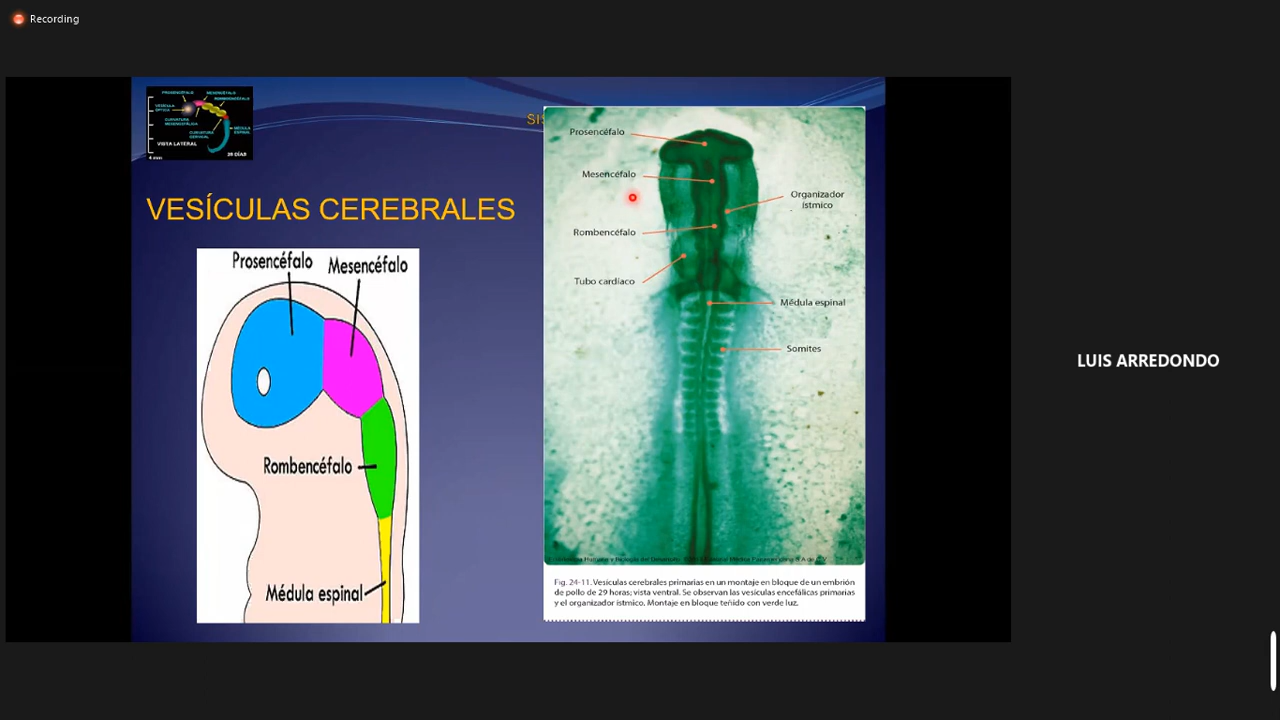 Recording
PROSENCÉFALO
MESENCÉFALO
ROMBENCÉFALO
VESÍCULA
ÓPTICA
CURVATURA
MESENCEFÁLICA
CURVATURA
CERVICAL
MÉDULA
ESPINAL
VISTA LATERAL
4 mm
28 DÍAS
SIS
VESÍCULAS CEREBRALES
Prosencéfalo
Mesencéfalo
Rombencéfalo
Médula espinal
Prosencéfalo
Mesencéfalo
Organizador
ístmico
Rombencéfalo
Tubo cardíaco
Médula espinal
Somites
Fig. 24-11. Vesículas cerebrales primarias en un montaje en bloque de un embrión
de pollo de 29 horas; vista ventral. Se observan las vesículas encefálicas primarias
y el organizador ístmico. Montaje en bloque teñido con verde luz.
LUIS ARREDONDO